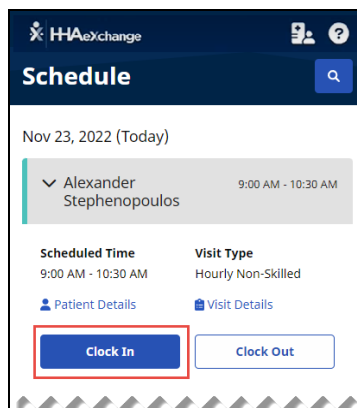 HHAeXchange
Schedule
Nov 23, 2022 (Today)
Alexander Stephenopoulos
9:00 AM - 10:30 AM
Scheduled Time
9:00 AM - 10:30 AM
Visit Type
Hourly Non-Skilled
Patient Details
Visit Details
Clock In
Clock Out